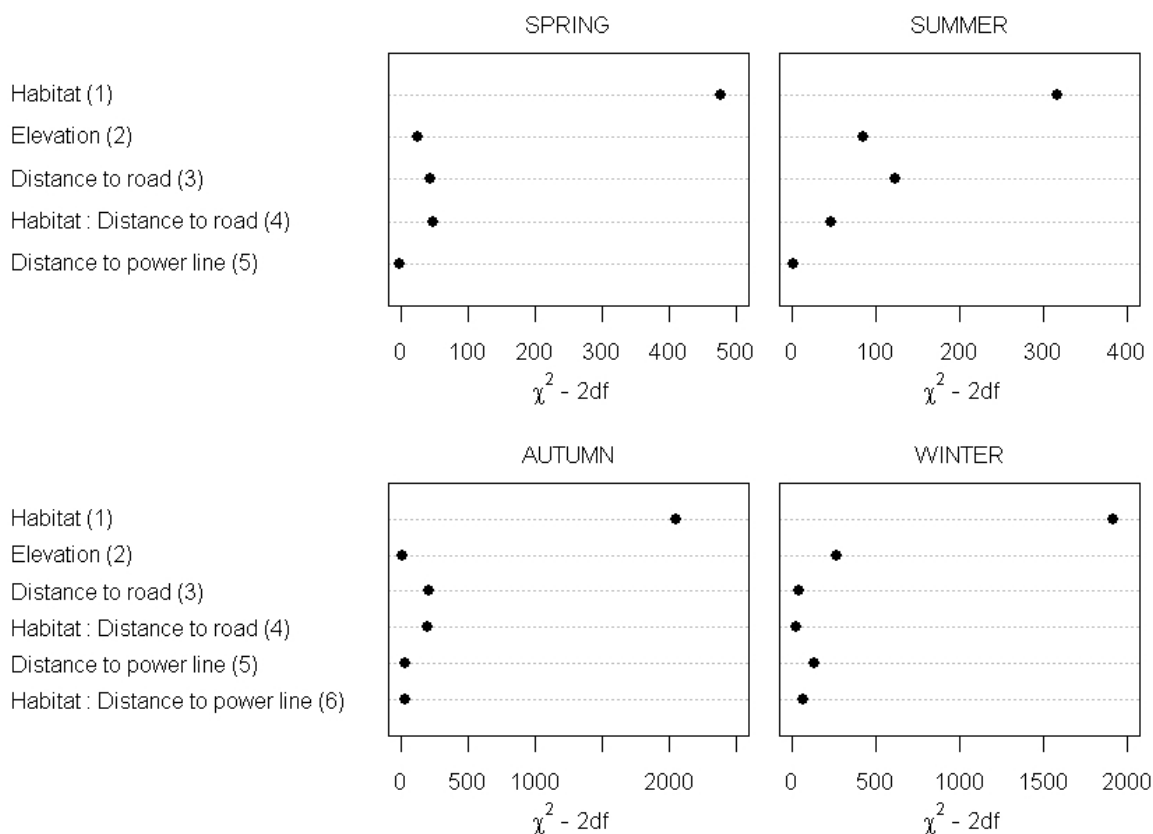 SPRING
SUMMER
Habitat (1)
Elevation (2)
Distance to road (3)
Habitat : Distance to road (4)
Distance to power line (5)
0 100 200 300 400 500
0 100 200 300 400
χ² - 2df
χ² - 2df
AUTUMN
WINTER
Habitat (1)
Elevation (2)
Distance to road (3)
Habitat : Distance to road (4)
Distance to power line (5)
Habitat : Distance to power line (6)
0 1000 2000
0 500 1000 1500 2000
χ² - 2df
χ² - 2df